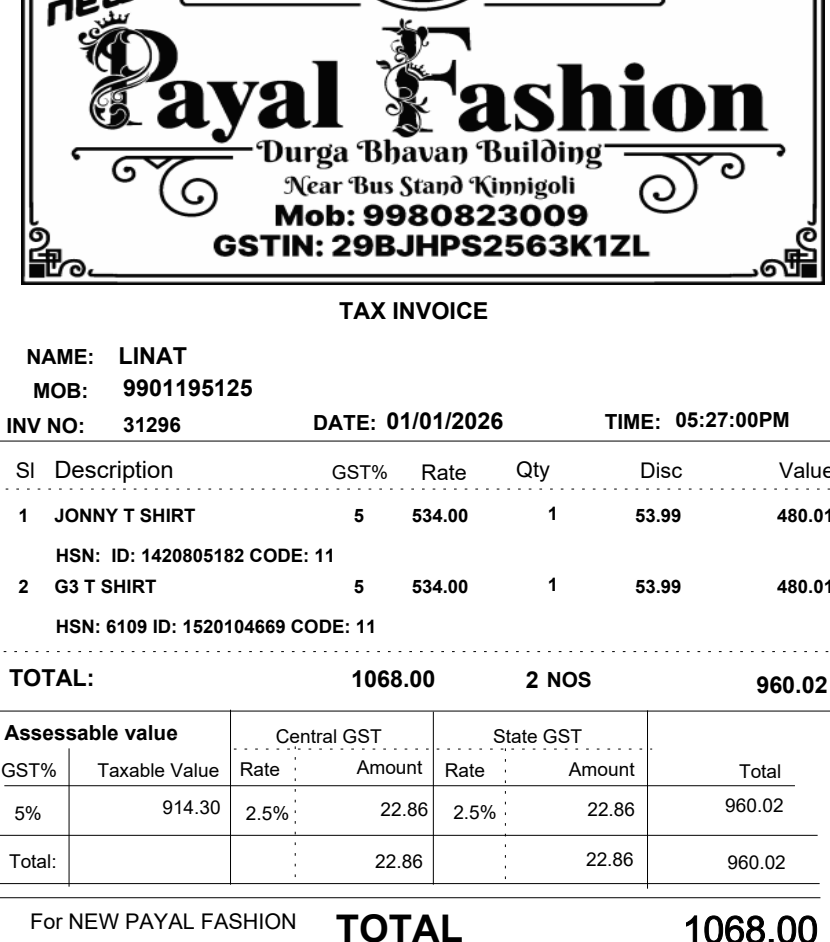 new
Payal Fashion
Durga Bhavan Building
Near Bus Stand Kinnigoli
Mob: 9980823009
GSTIN: 29BJHPS2563K1ZL
TAX INVOICE
NAME: LINAT
MOB: 9901195125
INV NO: 31296 DATE: 01/01/2026 TIME: 05:27:00PM
Sl Description GST% Rate Qty Disc Value
1 JONNY T SHIRT 5 534.00 1 53.99 480.01
HSN: ID: 1420805182 CODE: 11
2 G3 T SHIRT 5 534.00 1 53.99 480.01
HSN: 6109 ID: 1520104669 CODE: 11
TOTAL: 1068.00 2 NOS 960.02
Assessable value Central GST State GST
GST% Taxable Value Rate Amount Rate Amount Total
5% 914.30 2.5% 22.86 2.5% 22.86 960.02
Total: 22.86 22.86 960.02
For NEW PAYAL FASHION TOTAL 1068.00